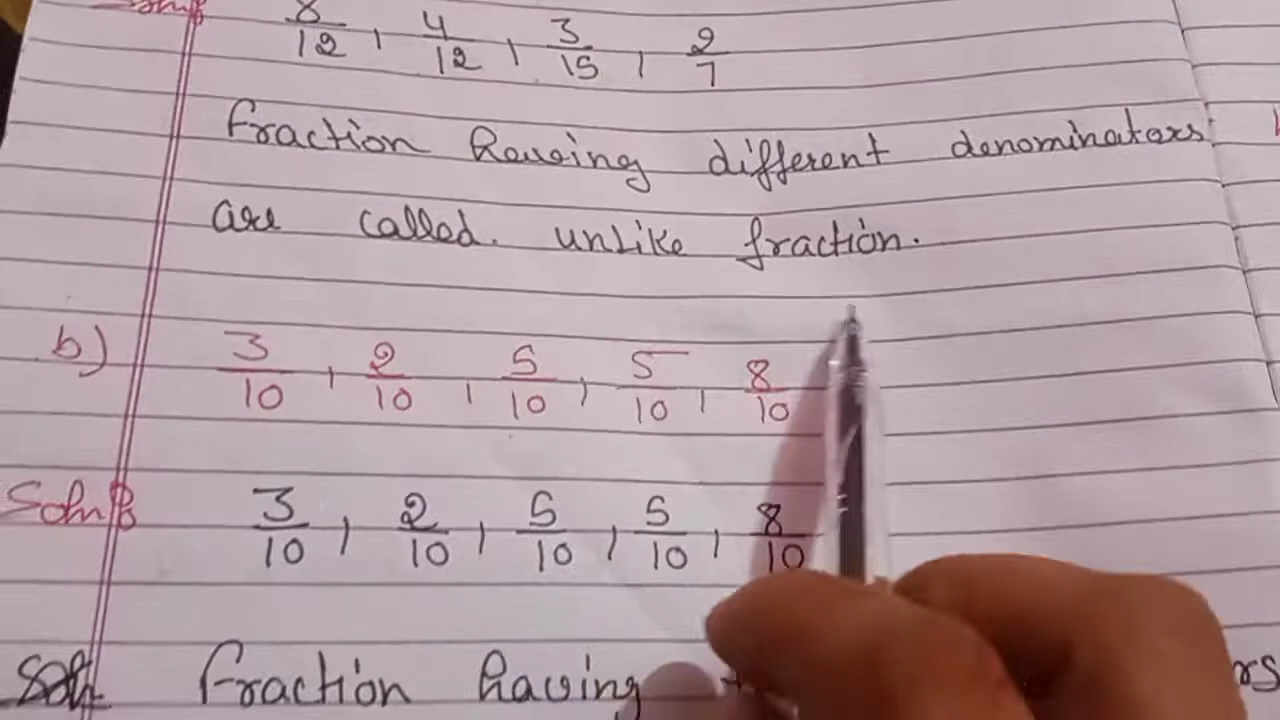 8/12, 4/12, 3/15, 2/7
fraction having different denominators
are called. unlike fraction.
b) 3/10, 2/10, 5/10, 5/10, 8/10
Soln 3/10, 2/10, 5/10, 5/10, 8/10
fraction having